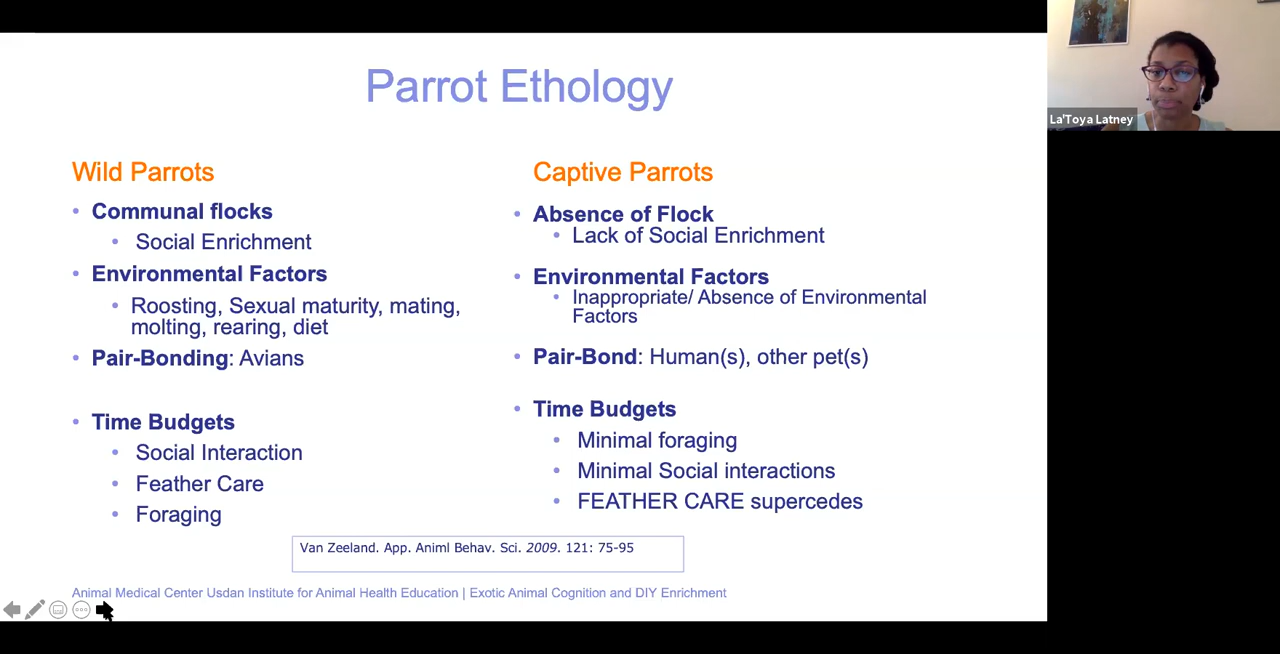 Parrot Ethology
La'Toya Latney
Wild Parrots
• Communal flocks
• Social Enrichment
• Environmental Factors
• Roosting, Sexual maturity, mating,
molting, rearing, diet
• Pair-Bonding: Avians
• Time Budgets
• Social Interaction
• Feather Care
• Foraging
Captive Parrots
• Absence of Flock
• Lack of Social Enrichment
• Environmental Factors
• Inappropriate/ Absence of Environmental
Factors
• Pair-Bond: Human(s), other pet(s)
• Time Budgets
• Minimal foraging
• Minimal Social interactions
• FEATHER CARE supercedes
Van Zeeland. App. Animl Behav. Sci. 2009. 121: 75-95
Animal Medical Center Usdan Institute for Animal Health Education | Exotic Animal Cognition and DIY Enrichment